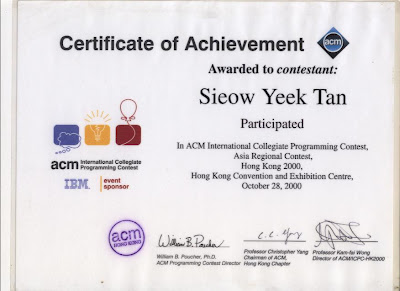 Certificate of Achievement
acm
Awarded to contestant:
Sieow Yeek Tan
Participated
In ACM International Collegiate Programming Contest,
Asia Regional Contest,
Hong Kong 2000,
Hong Kong Convention and Exhibition Centre,
October 28, 2000
acm International Collegiate
Programming Contest
IBM event
sponsor
acm
William B. Poucher
William B. Poucher, Ph.D.
ACM Programming Contest Director
Professor Christopher Yang
Chairman of ACM,
Hong Kong Chapter
Professor Kam-fai Wong
Director of ACM/ICPC-HK2000